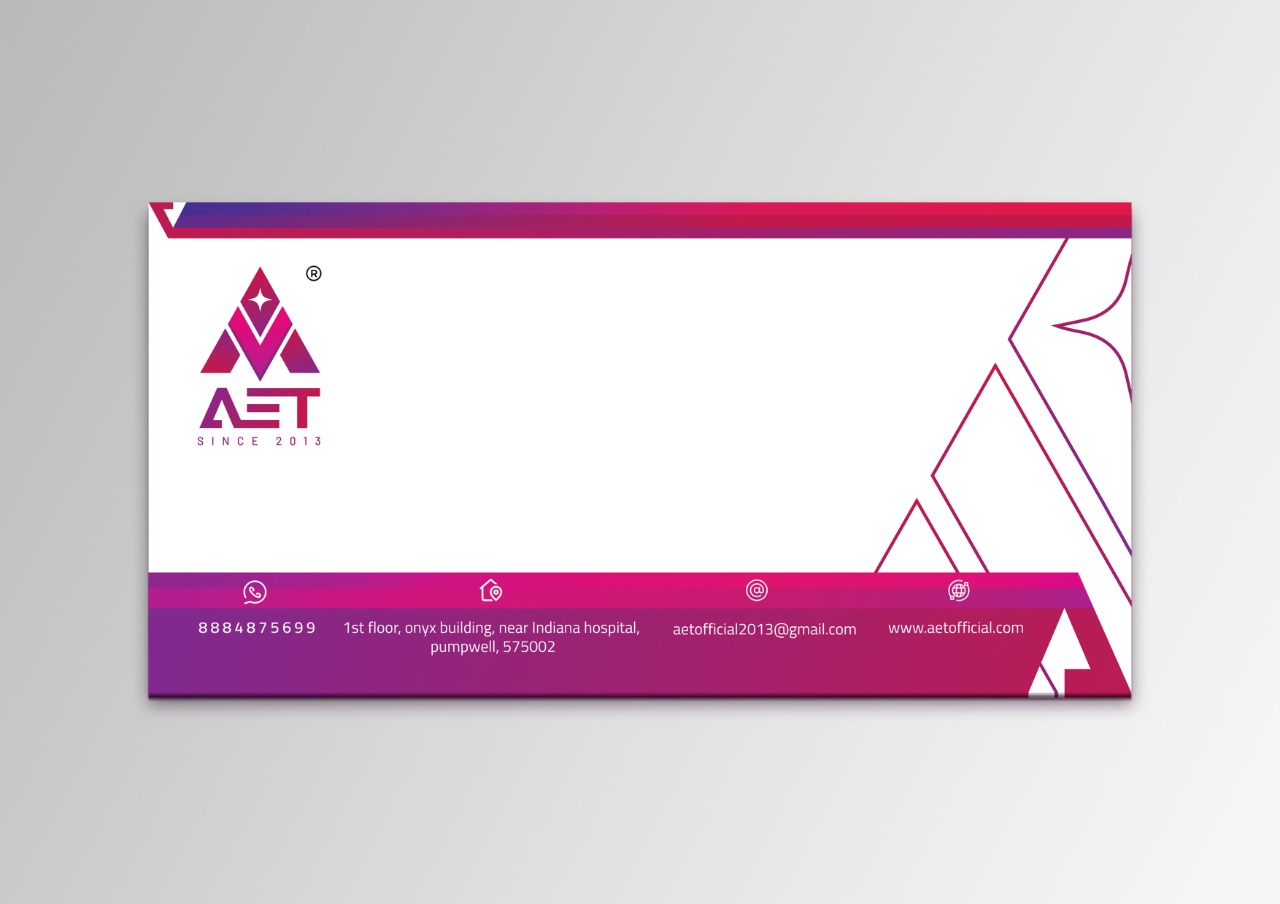 ®
AET
SINCE 2013
8884875699
1st floor, onyx building, near Indiana hospital,
pumpwell, 575002
aetofficial2013@gmail.com
www.aetofficial.com